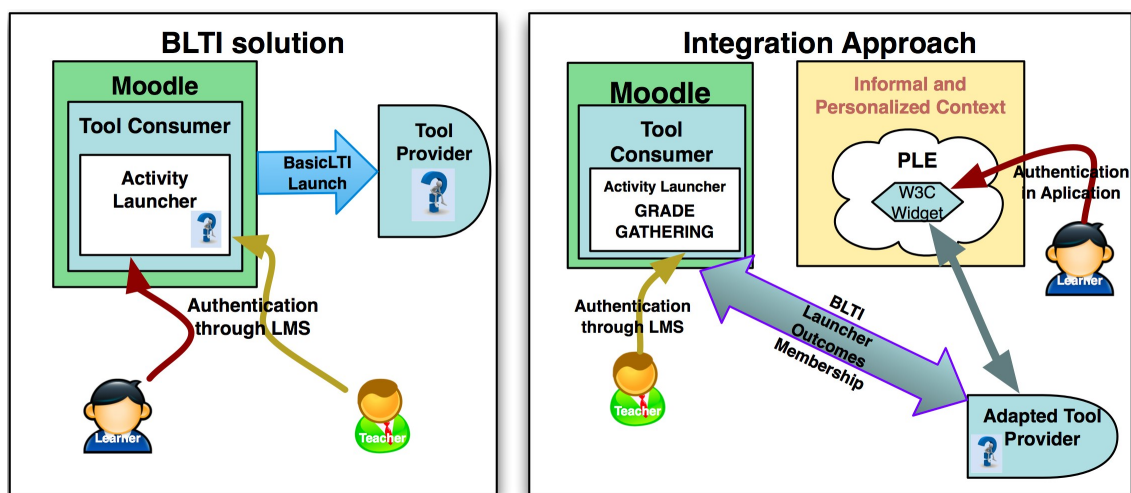 BLTI solution
Moodle
Tool Consumer
Activity
Launcher
BasicLTI
Launch
Tool
Provider
Authentication
through LMS
Learner
Teacher
Integration Approach
Moodle
Tool
Consumer
Activity Launcher
GRADE
GATHERING
Authentication
through LMS
Teacher
BLTI
Launcher
Outcomes
Membership
Informal and
Personalized Context
PLE
W3C
Widget
Authentication
in Aplication
Learner
Adapted Tool
Provider